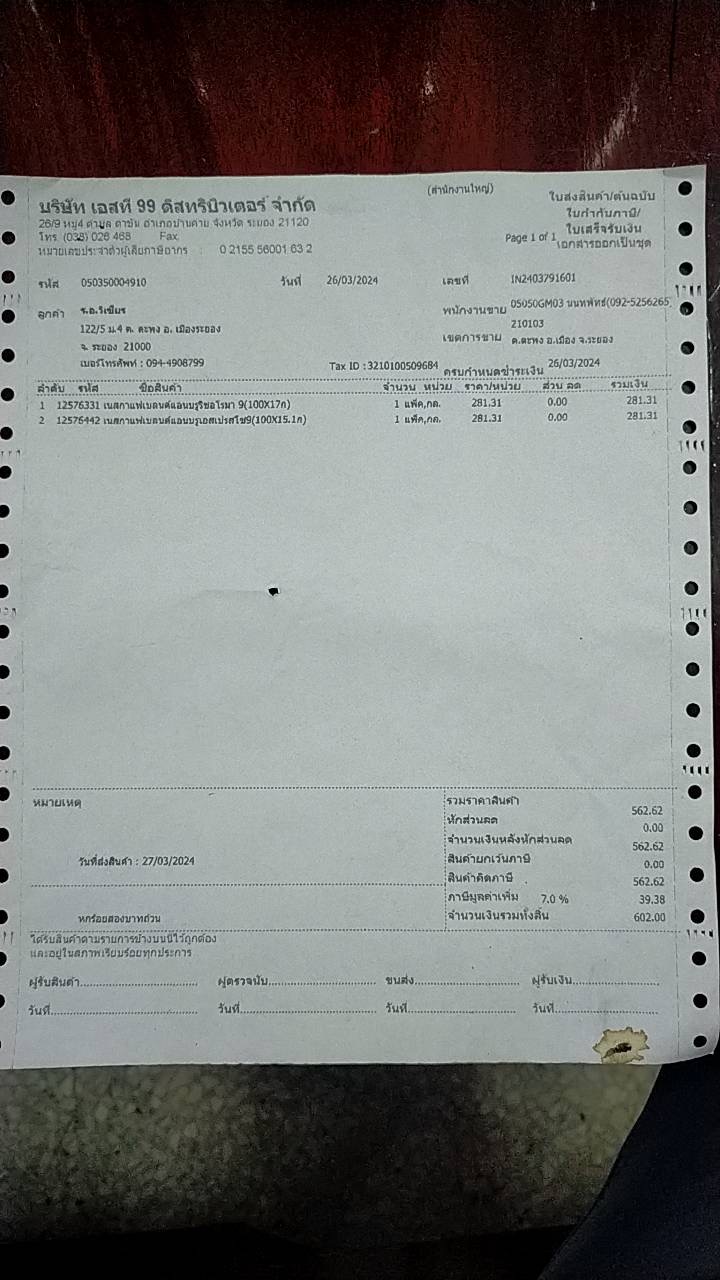 (สำนักงานใหญ่)
บริษัท เอสที 99 ดิสทริบิวเตอร์ จำกัด
ใบส่งสินค้า/ต้นฉบับ
26/9 หมู่4 ตำบล ตาขัน อำเภอบ้านค่าย จังหวัด ระยอง 21120
ใบกำกับภาษี/
โทร. (038) 026 468 Fax.
ใบเสร็จรับเงิน
Page 1 of 1
เอกสารออกเป็นชุด
หมายเลขประจำตัวผู้เสียภาษีอากร : 0 2155 56001 63 2
รหัส 050350004910 วันที่ 26/03/2024 เลขที่ IN2403791601
ลูกค้า ร.อ.วิเชียร
พนักงานขาย 05050GM03 นนทพัทธ์(092-5256265
122/5 ม.4 ต. ตะพง อ. เมืองระยอง
210103
จ. ระยอง 21000
เขตการขาย ต.ตะพง อ.เมือง จ.ระยอง
เบอร์โทรศัพท์ : 094-4908799 Tax ID :3210100509684 ครบกำหนดชำระเงิน 26/03/2024
ลำดับ รหัส ชื่อสินค้า จำนวน หน่วย ราคา/หน่วย ส่วน ลด รวมเงิน
1 12576331 เนสกาแฟเบลนด์แอนบรูริชอโรมา 9(100X17ก) 1 แพ็ค,กล. 281.31 0.00 281.31
2 12576442 เนสกาแฟเบลนด์แอนบรูเอสเปรสโซ9(100X15.1ก) 1 แพ็ค,กล. 281.31 0.00 281.31
หมายเหตุ
รวมราคาสินค้า 562.62
หักส่วนลด 0.00
จำนวนเงินหลังหักส่วนลด 562.62
วันที่ส่งสินค้า : 27/03/2024
สินค้ายกเว้นภาษี 0.00
สินค้าคิดภาษี 562.62
ภาษีมูลค่าเพิ่ม 7.0 % 39.38
หกร้อยสองบาทถ้วน
จำนวนเงินรวมทั้งสิ้น 602.00
ได้รับสินค้าตามรายการข้างบนนี้ไว้ถูกต้อง
และอยู่ในสภาพเรียบร้อยทุกประการ
ผู้รับสินค้า.............................. ผู้ตรวจนับ.............................. ขนส่ง.............................. ผู้รับเงิน..............................
วันที่.............................. วันที่.............................. วันที่.............................. วันที่..............................